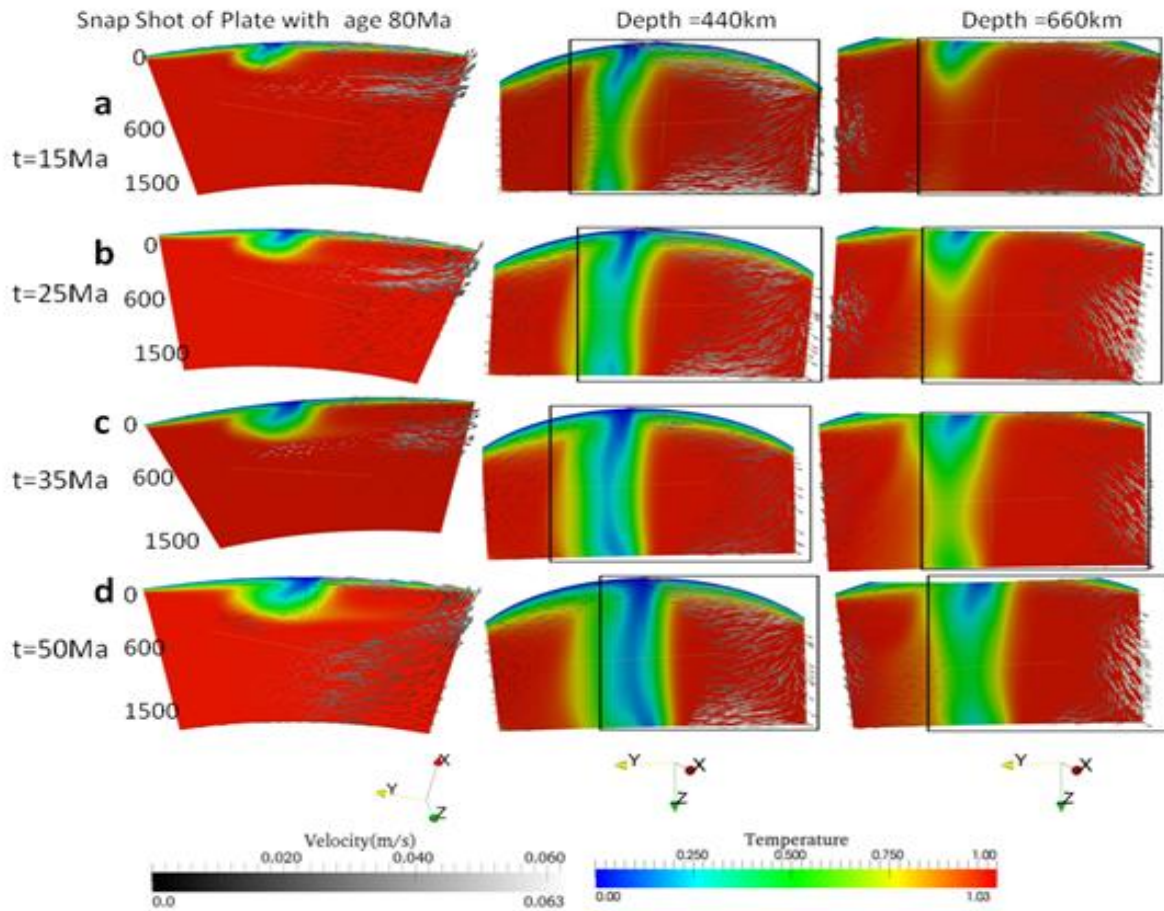 Snap Shot of Plate with age 80Ma
Depth =440km
Depth =660km
0
a
600
t=15Ma
1500
b
0
t=25Ma
600
1500
c
0
t=35Ma
600
1500
d
0
t=50Ma
600
1500
X
Y
Z
Y
X
Z
Y
X
Z
Velocity(m/s)
0.020 0.040 0.060
0.0 0.063
Temperature
0.250 0.500 0.750 1.00
0.00 1.03